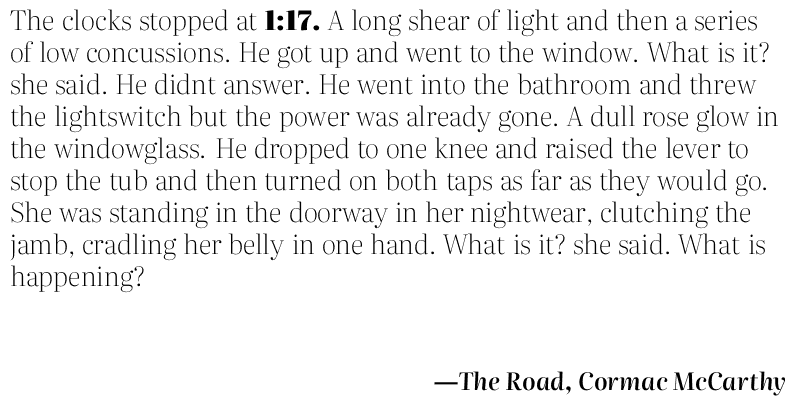 The clocks stopped at 1:17. A long shear of light and then a series
of low concussions. He got up and went to the window. What is it?
she said. He didnt answer. He went into the bathroom and threw
the lightswitch but the power was already gone. A dull rose glow in
the windowglass. He dropped to one knee and raised the lever to
stop the tub and then turned on both taps as far as they would go.
She was standing in the doorway in her nightwear, clutching the
jamb, cradling her belly in one hand. What is it? she said. What is
happening?
—The Road, Cormac McCarthy